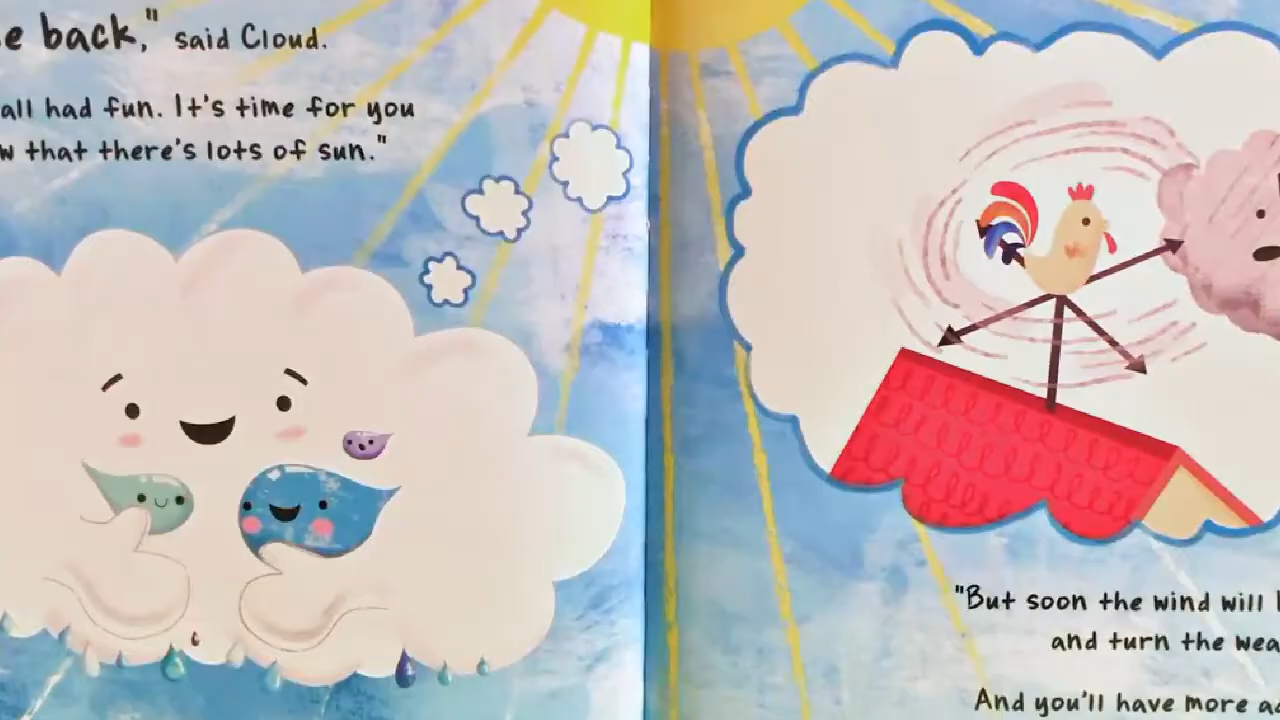 back," said Cloud.
all had fun. It's time for you
that there's lots of sun."
"But soon the wind will
and turn the
And you'll have more